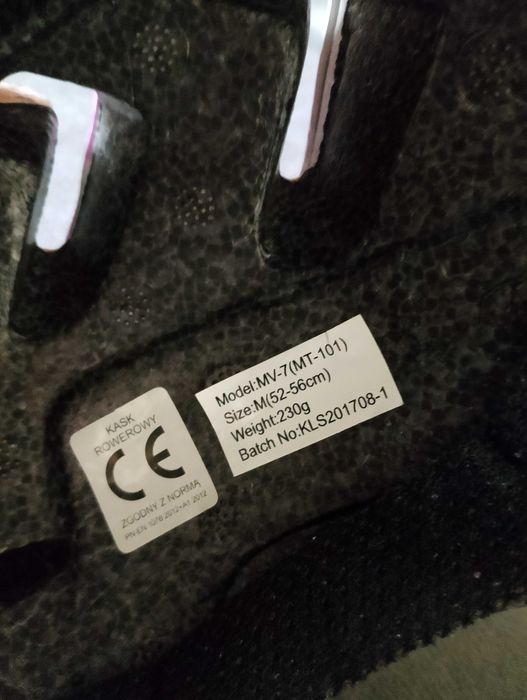 KASK
ROWEROWY
CE
ZGODNY Z NORMĄ
PN-EN 1078 2012+A1 2012
Model:MV-7(MT-101)
Size:M(52-56cm)
Weight:230g
Batch No:KLS201708-1